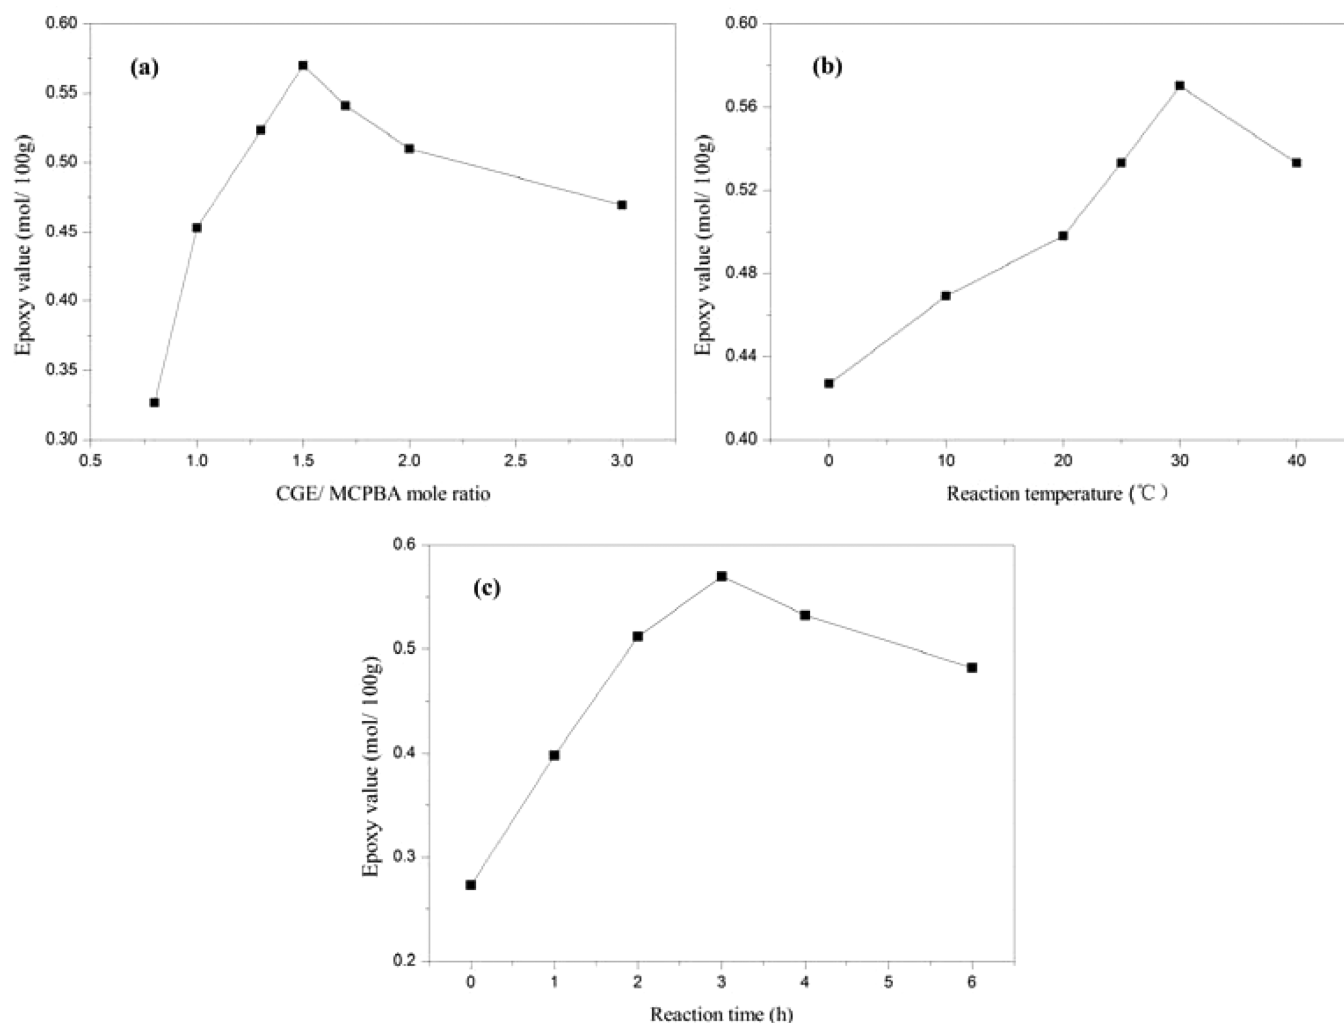 (a)
Epoxy value (mol/ 100g)
0.60
0.55
0.50
0.45
0.40
0.35
0.30
0.5 1.0 1.5 2.0 2.5 3.0
CGE/ MCPBA mole ratio
(b)
Epoxy value (mol/ 100g)
0.60
0.56
0.52
0.48
0.44
0.40
0 10 20 30 40
Reaction temperature (℃)
(c)
Epoxy value (mol/ 100g)
0.6
0.5
0.4
0.3
0.2
0 1 2 3 4 5 6
Reaction time (h)